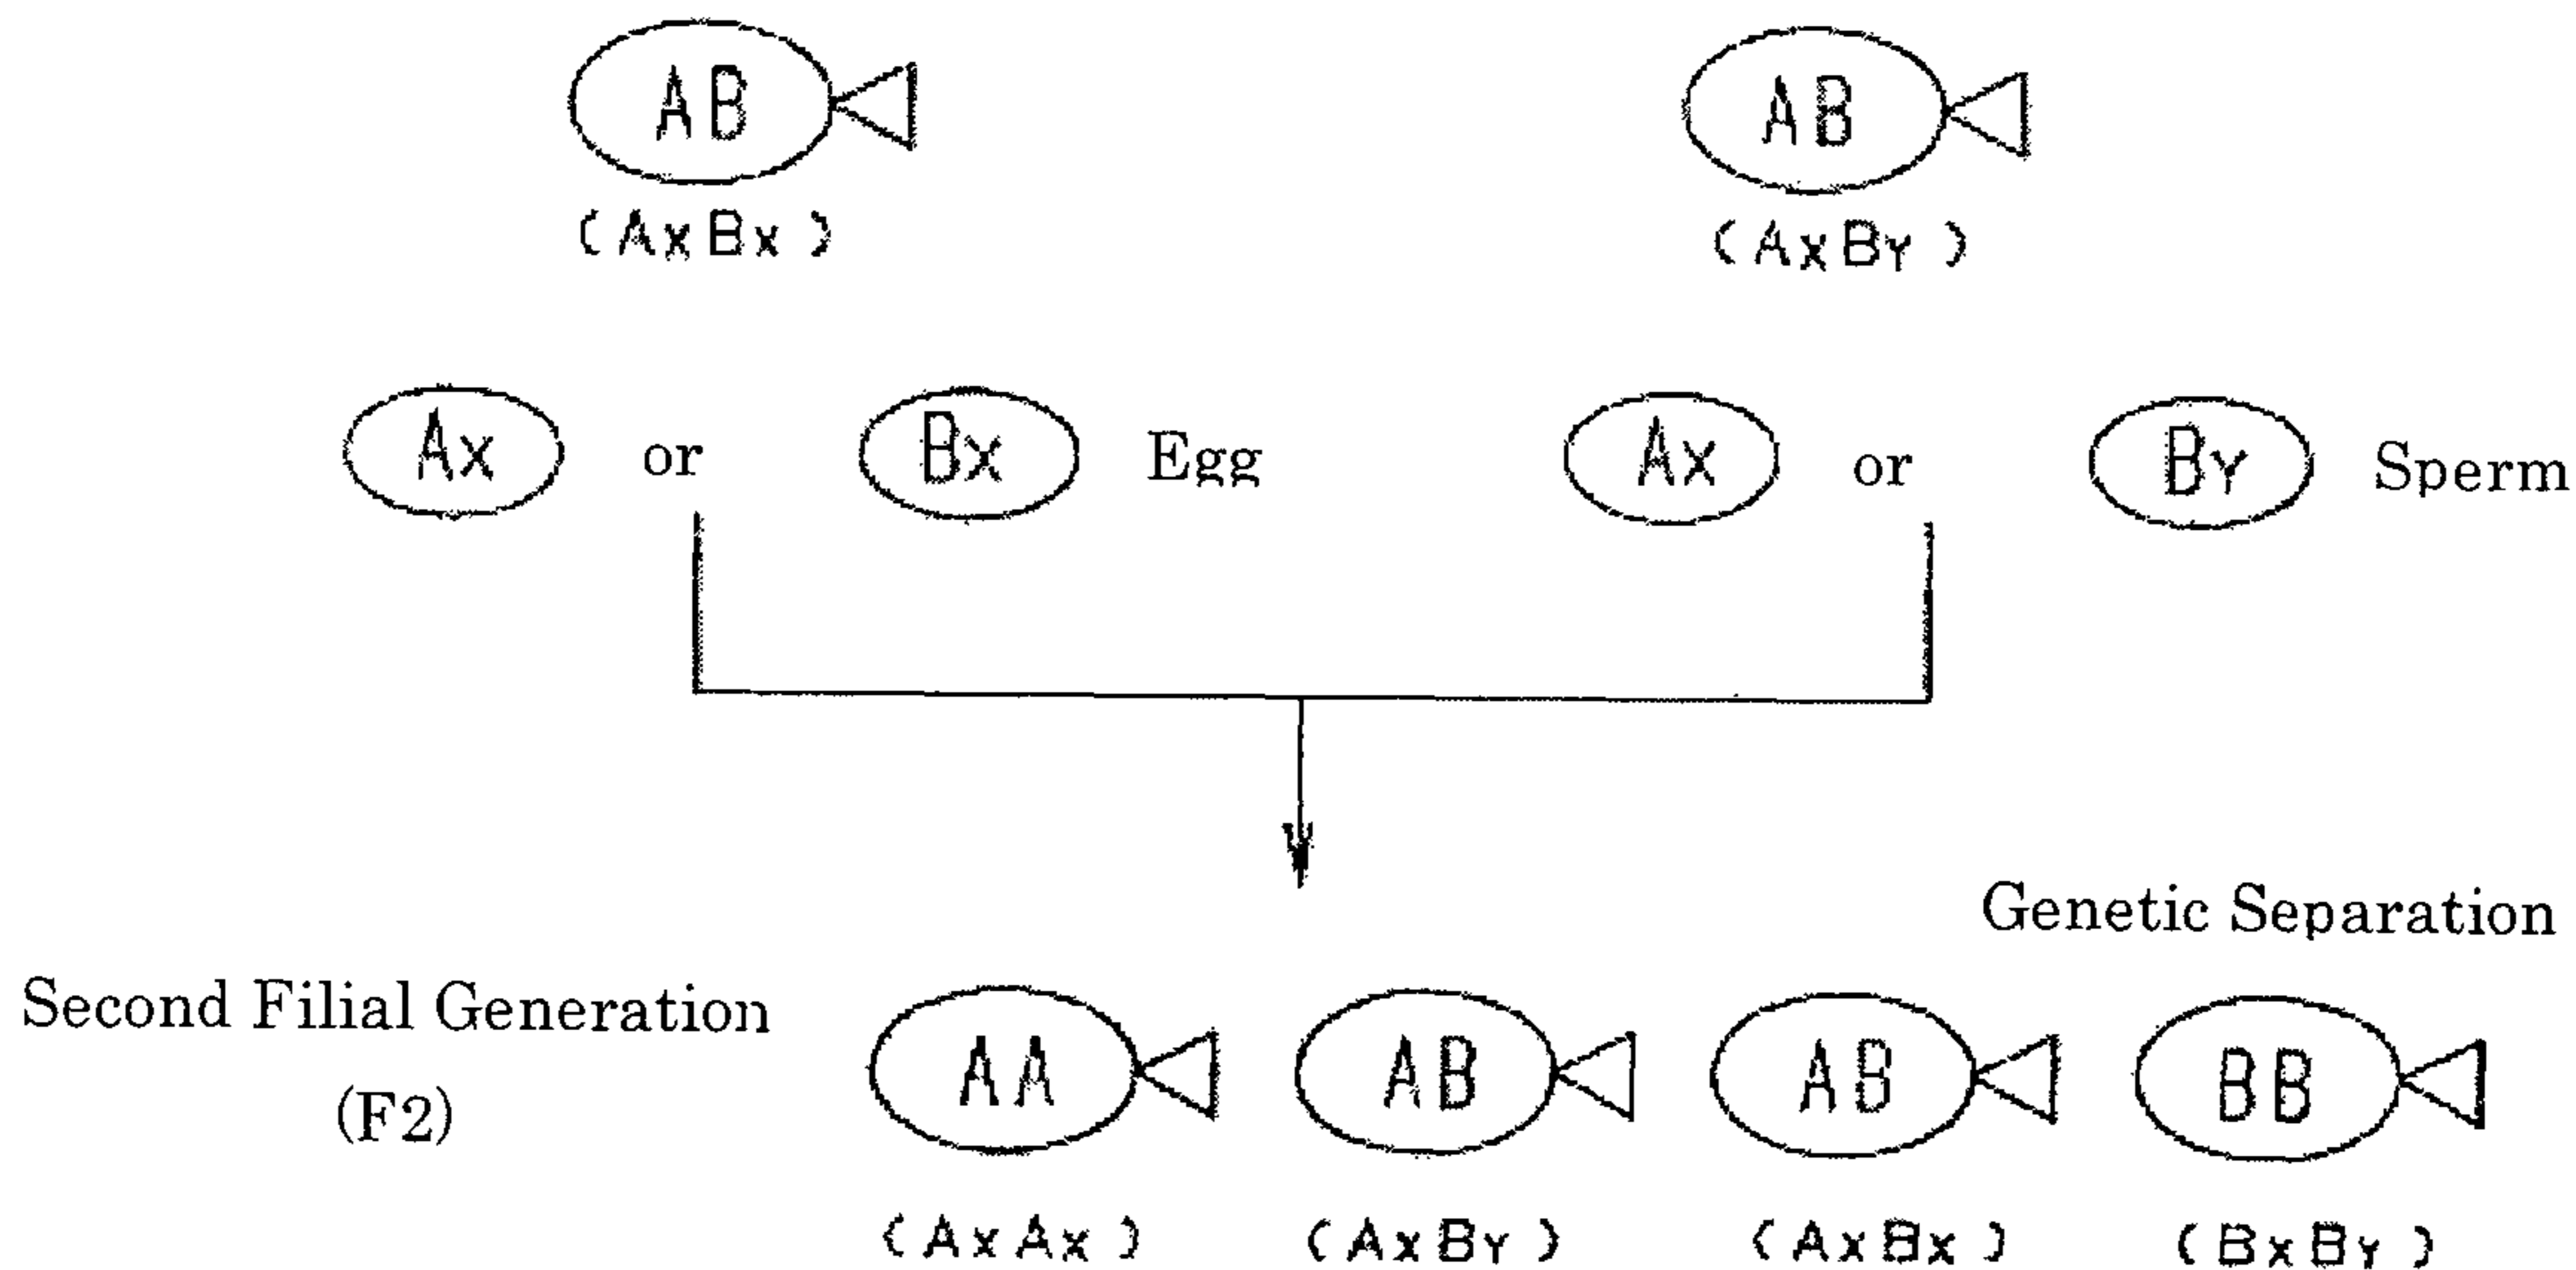 AB AB
(AxBx) (AxBY)
Ax or Bx Egg Ax or BY Sperm
Genetic Separation
Second Filial Generation
(F2)
AA AB AB BB
(AxAx) (AxBY) (AxBx) (BxBY)